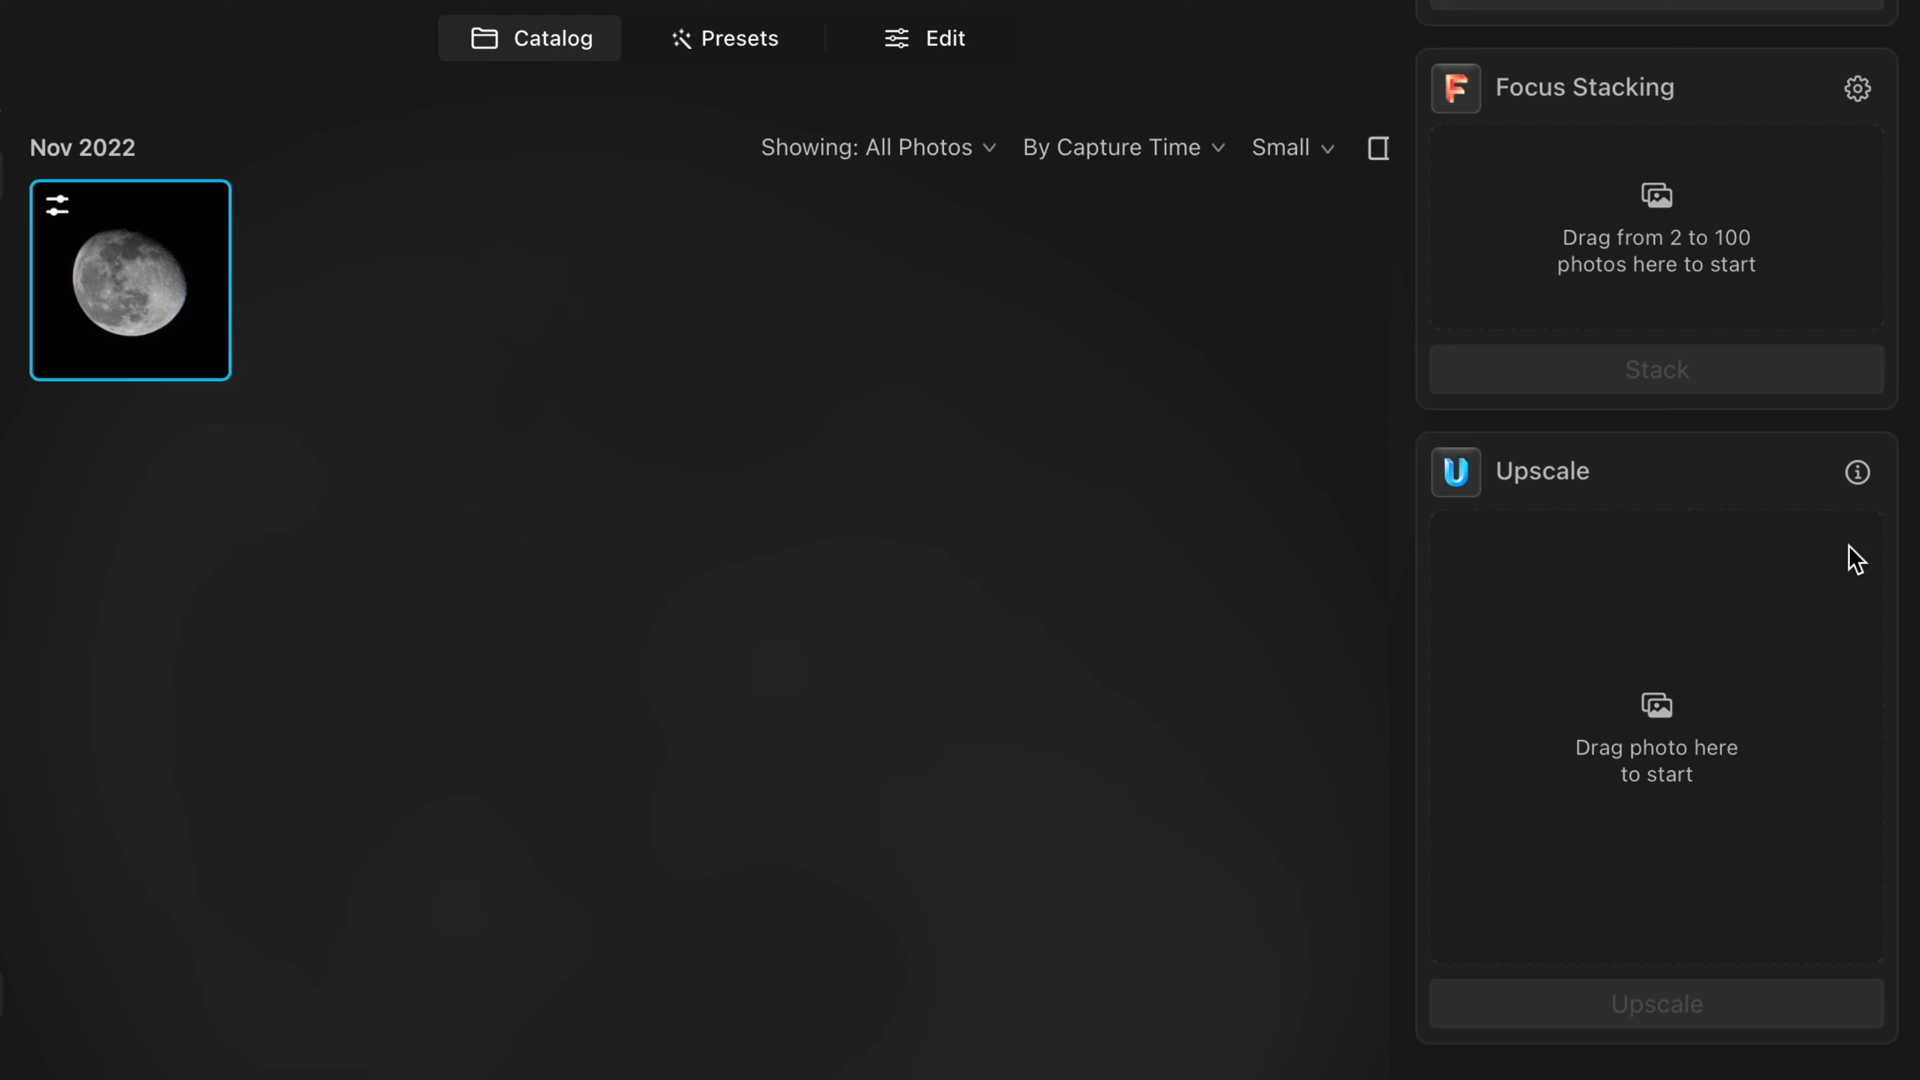 Catalog
Presets
Edit
Nov 2022
Showing: All Photos
By Capture Time
Small
F
Focus Stacking
Drag from 2 to 100
photos here to start
Stack
U
Upscale
Drag photo here
to start
Upscale